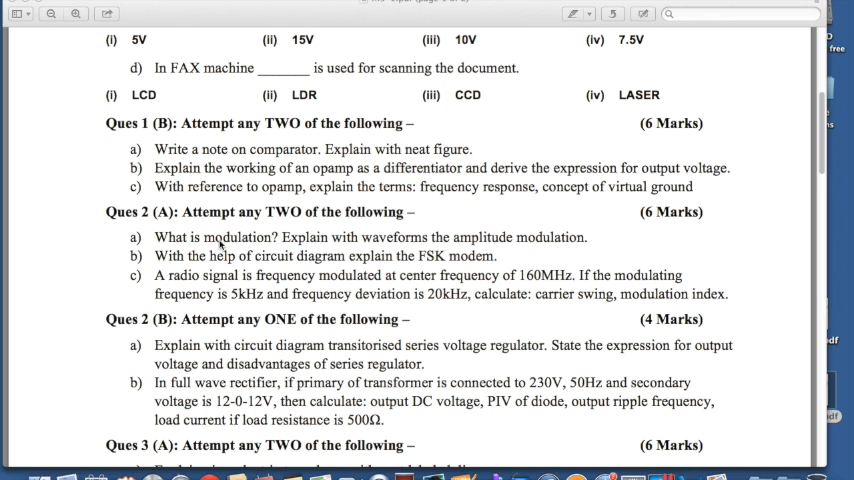 5
(i) 5V (ii) 15V (iii) 10V (iv) 7.5V
d) In FAX machine _______ is used for scanning the document.
(i) LCD (ii) LDR (iii) CCD (iv) LASER
Ques 1 (B): Attempt any TWO of the following – (6 Marks)
a) Write a note on comparator. Explain with neat figure.
b) Explain the working of an opamp as a differentiator and derive the expression for output voltage.
c) With reference to opamp, explain the terms: frequency response, concept of virtual ground
Ques 2 (A): Attempt any TWO of the following – (6 Marks)
a) What is modulation? Explain with waveforms the amplitude modulation.
b) With the help of circuit diagram explain the FSK modem.
c) A radio signal is frequency modulated at center frequency of 160MHz. If the modulating
frequency is 5kHz and frequency deviation is 20kHz, calculate: carrier swing, modulation index.
Ques 2 (B): Attempt any ONE of the following – (4 Marks)
a) Explain with circuit diagram transitorised series voltage regulator. State the expression for output
voltage and disadvantages of series regulator.
b) In full wave rectifier, if primary of transformer is connected to 230V, 50Hz and secondary
voltage is 12-0-12V, then calculate: output DC voltage, PIV of diode, output ripple frequency,
load current if load resistance is 500Ω.
Ques 3 (A): Attempt any TWO of the following – (6 Marks)
free